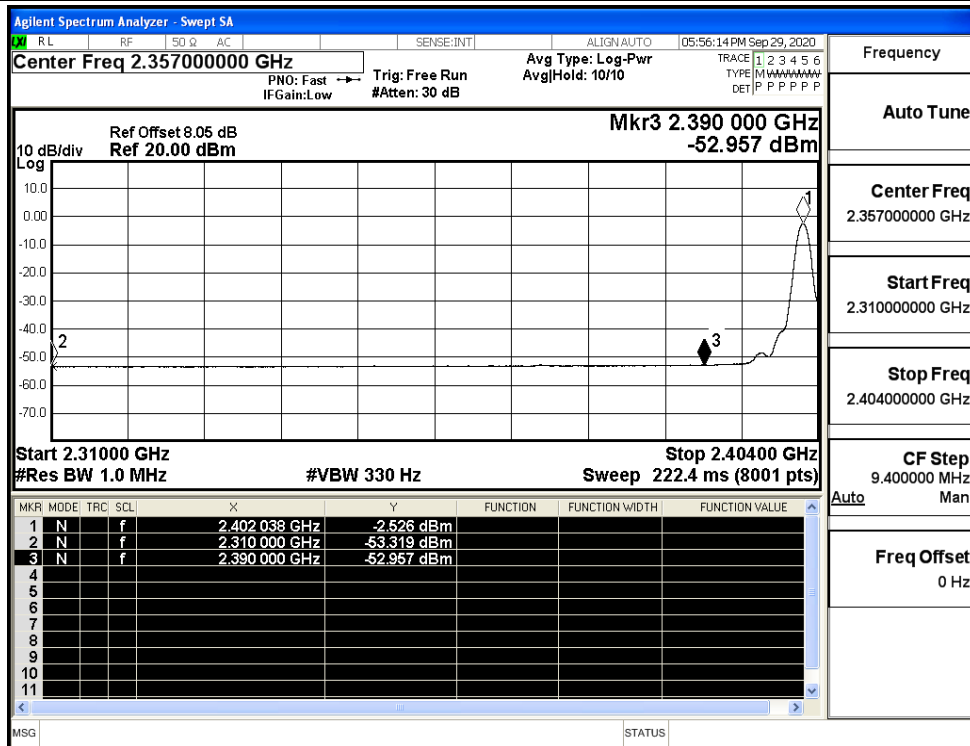 Agilent Spectrum Analyzer - Swept SA
LXI RL RF 50 Ω AC SENSE:INT ALIGN AUTO 05:56:14 PM Sep 29, 2020
Center Freq 2.357000000 GHz
PNO: Fast
IFGain:Low
Trig: Free Run
#Atten: 30 dB
Avg Type: Log-Pwr
Avg|Hold: 10/10
TRACE 1 2 3 4 5 6
TYPE M WWWWW
DET P P P P P P
Ref Offset 8.05 dB
10 dB/div Ref 20.00 dBm
Log
Mkr3 2.390 000 GHz
-52.957 dBm
10.0
0.00
-10.0
-20.0
-30.0
-40.0
-50.0
-60.0
-70.0
1
2
3
Start 2.31000 GHz Stop 2.40400 GHz
#Res BW 1.0 MHz #VBW 330 Hz Sweep 222.4 ms (8001 pts)
MKR MODE TRC SCL X Y FUNCTION FUNCTION WIDTH FUNCTION VALUE
1 N f 2.402 038 GHz -2.526 dBm
2 N f 2.310 000 GHz -53.319 dBm
3 N f 2.390 000 GHz -52.957 dBm
4
5
6
7
8
9
10
11
MSG STATUS
Frequency
Auto Tune
Center Freq
2.357000000 GHz
Start Freq
2.310000000 GHz
Stop Freq
2.404000000 GHz
CF Step
9.400000 MHz
Auto Man
Freq Offset
0 Hz